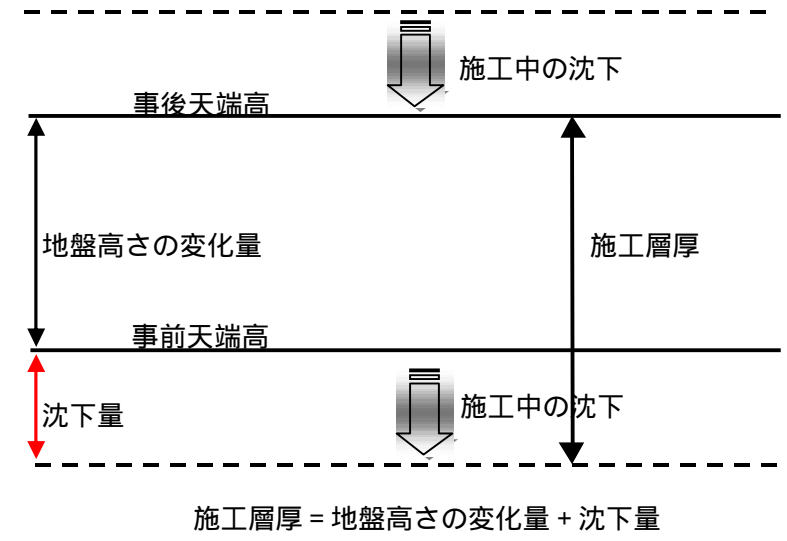 施工中の沈下
事後天端高
地盤高さの変化量
施工層厚
事前天端高
施工中の沈下
沈下量
施工層厚 = 地盤高さの変化量 + 沈下量